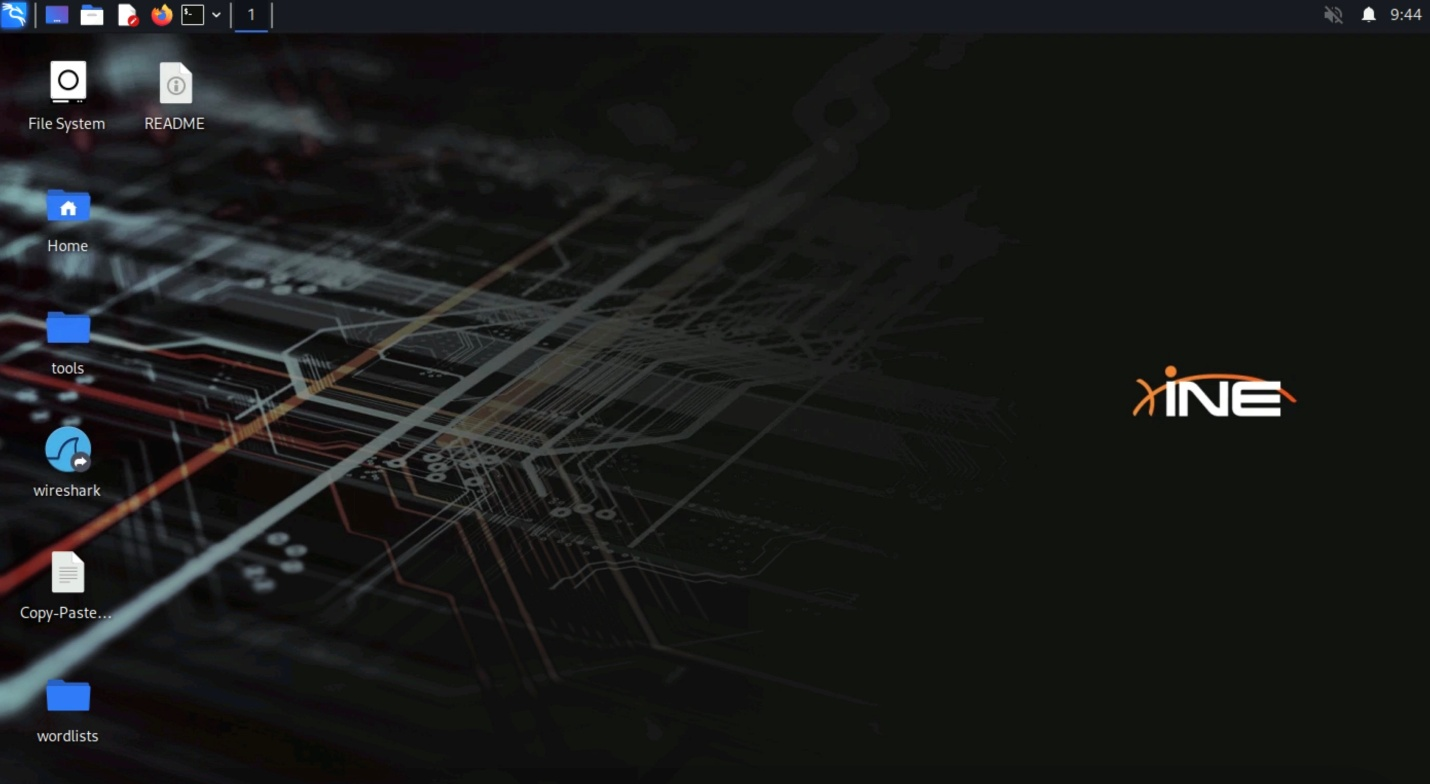 1
9:44
File System
README
Home
tools
iNE
wireshark
Copy-Paste...
wordlists